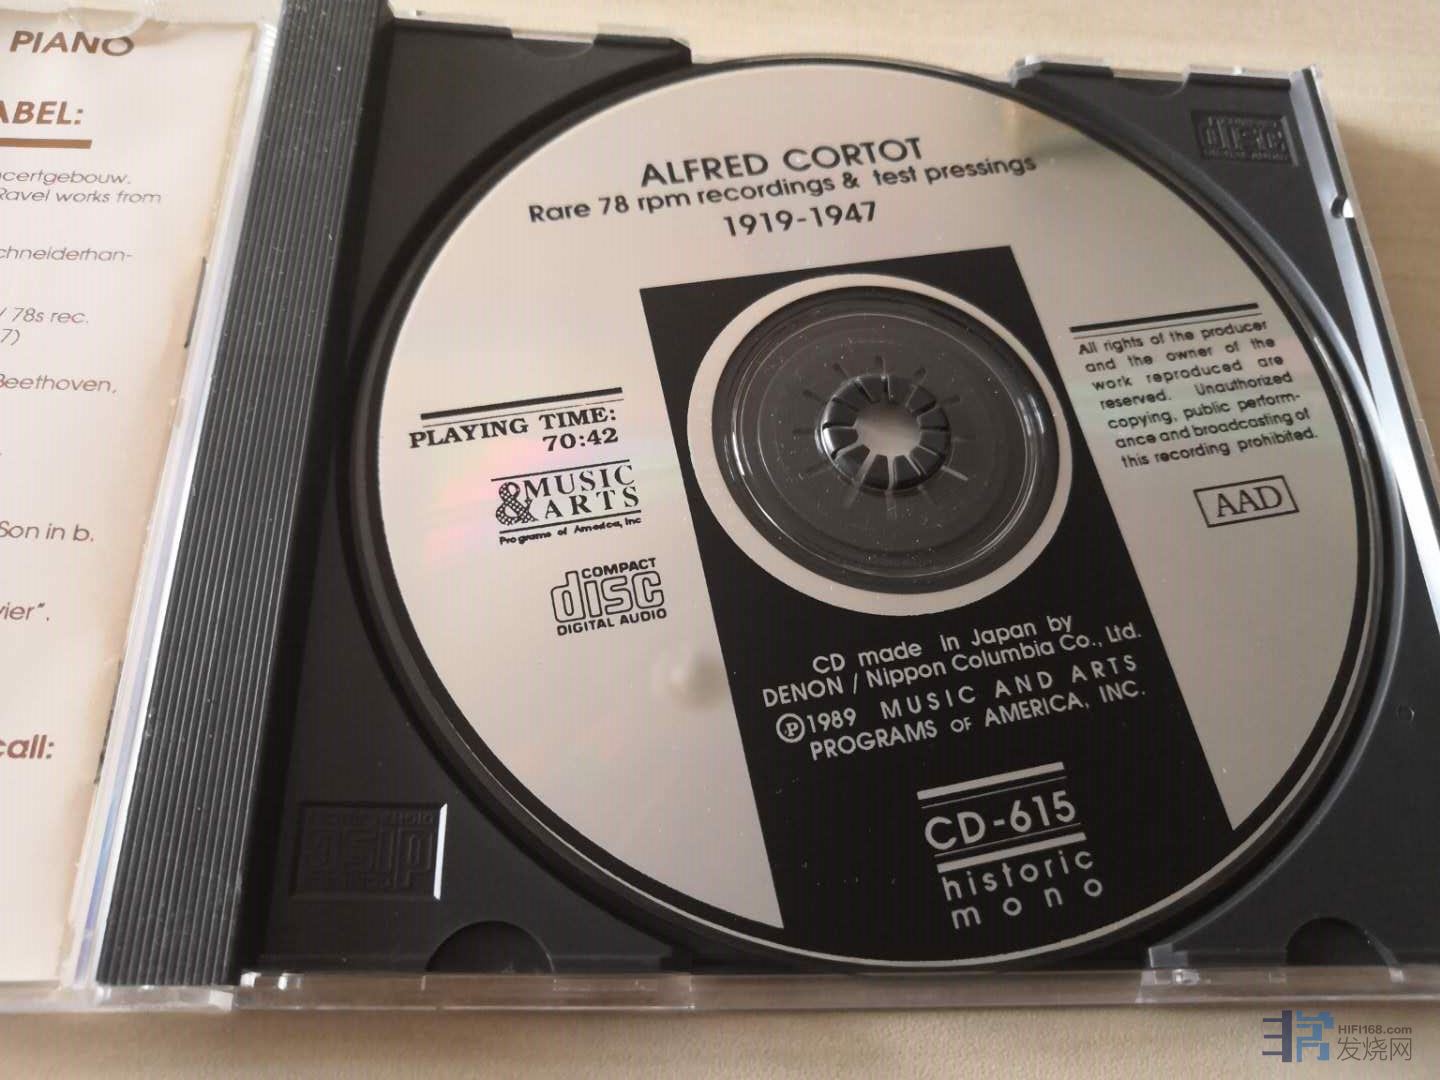 PIANO
ABEL:
ncertgebouw.
Ravel works from
chneiderhan-
/ 78s rec.
7)
Beethoven,
Son in b.
vier".
call:
ALFRED CORTOT
Rare 78 rpm recordings & test pressings
1919-1947
PLAYING TIME:
70:42
MUSIC
& ARTS
Programs of America, Inc
COMPACT
disc
DIGITAL AUDIO
All rights of the producer
and the owner of the
work reproduced are
reserved. Unauthorized
copying, public perform-
ance and broadcasting of
this recording prohibited.
AAD
CD made in Japan by
DENON / Nippon Columbia Co., Ltd.
℗1989 MUSIC AND ARTS
PROGRAMS OF AMERICA, INC.
CD-615
historic
mono
COMPACT
disc
DIGITAL AUDIO
HIFI168.com
发烧网